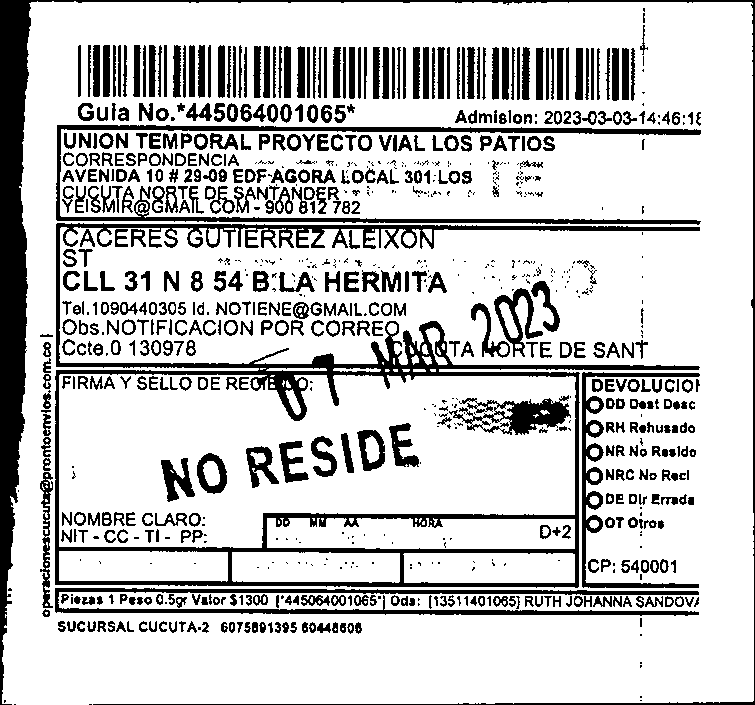 Guia No.*445064001065*
Admision: 2023-03-03-14:46:18
UNION TEMPORAL PROYECTO VIAL LOS PATIOS
CORRESPONDENCIA
AVENIDA 10 # 29-09 EDF AGORA LOCAL 301 LOS
CUCUTA NORTE DE SANTANDER
YEISMIR@GMAIL.COM - 900 812 782
CACERES GUTIERREZ ALEIXON
ST
CLL 31 N 8 54 B LA HERMITA
Tel.1090440305 Id. NOTIENE@GMAIL.COM
Obs.NOTIFICACION POR CORREO
Ccte.0 130978
CUCUTA NORTE DE SANT
07 MAR 2023
FIRMA Y SELLO DE RECIBIDO:
NO RESIDE
NOMBRE CLARO:
NIT - CC - TI - PP:
DD MM AA HORA
D+2
DEVOLUCION
DD Dest Desc
RH Rehusado
NR No Reside
NRC No Recl
DE Dir Errada
OT Otros
CP: 540001
operacionescucuta@prontoenvios.com.co
Piezas 1 Peso 0.5gr Valor $1300 [*445064001065*] Ods: [13511401065] RUTH JOHANNA SANDOVA
SUCURSAL CUCUTA-2 6075891395 60448606